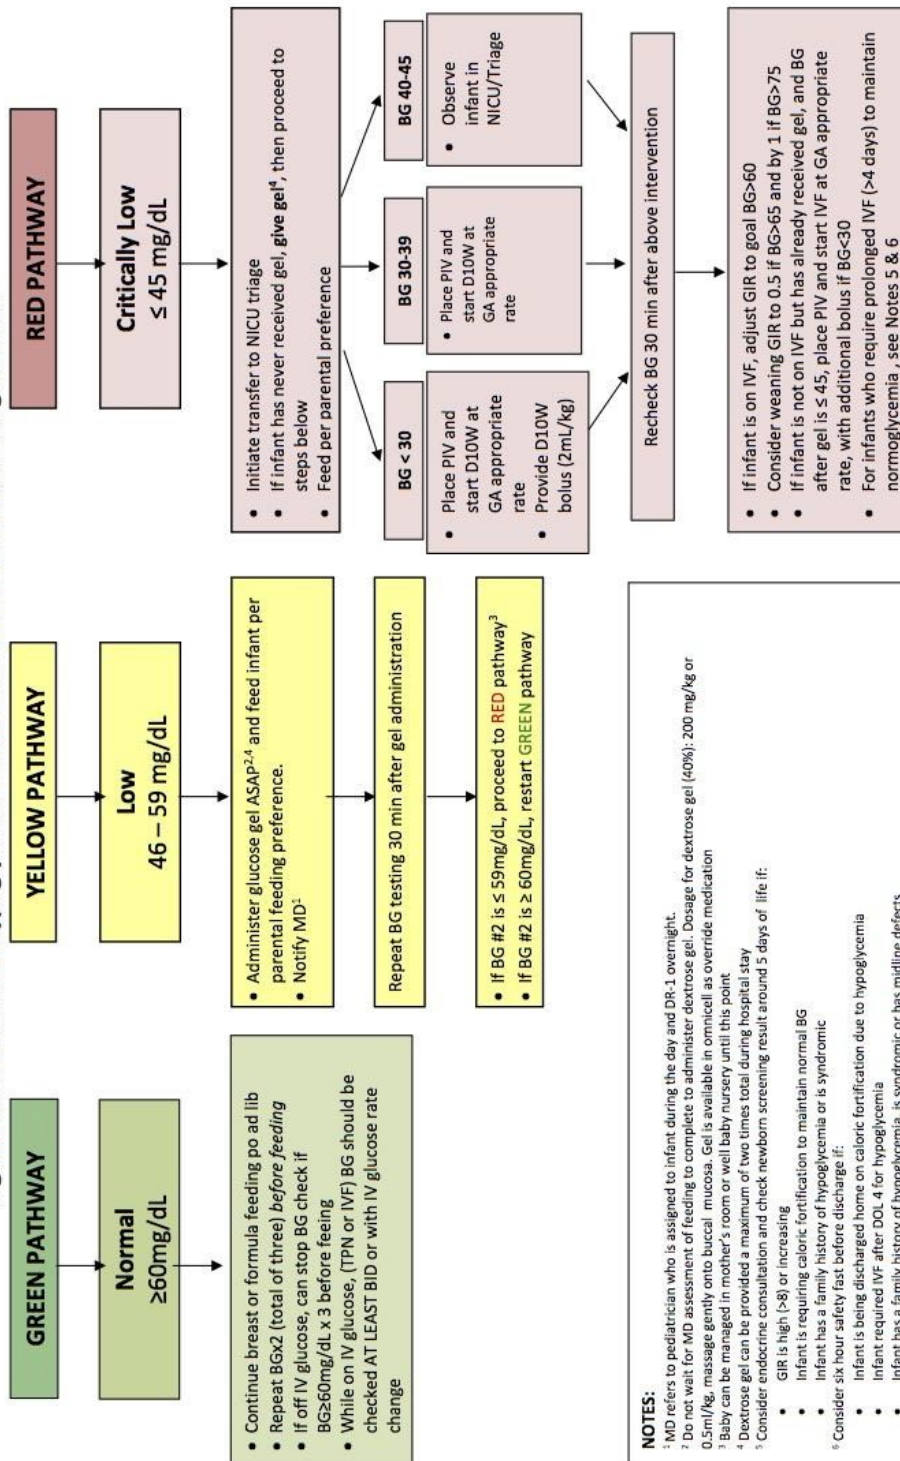 GREEN PATHWAY
Normal
≥60mg/dL
• Continue breast or formula feeding po ad lib
• Repeat BGx2 (total of three) before feeding
• If off IV glucose, can stop BG check if
BG≥60mg/dL x 3 before feeing
• While on IV glucose, (TPN or IVF) BG should be
checked AT LEAST BID or with IV glucose rate
change
YELLOW PATHWAY
Low
46 – 59 mg/dL
• Administer glucose gel ASAP2,4 and feed infant per
parental feeding preference.
• Notify MD1
Repeat BG testing 30 min after gel administration
• If BG #2 is ≤ 59mg/dL, proceed to RED pathway3
• If BG #2 is ≥ 60mg/dL, restart GREEN pathway
RED PATHWAY
Critically Low
≤ 45 mg/dL
• Initiate transfer to NICU triage
• If infant has never received gel, give gel4, then proceed to
steps below
• Feed per parental preference
BG < 30
• Place PIV and
start D10W at
GA appropriate
rate
• Provide D10W
bolus (2mL/kg)
BG 30-39
• Place PIV and
start D10W at
GA appropriate
rate
BG 40-45
• Observe
infant in
NICU/Triage
Recheck BG 30 min after above intervention
• If infant is on IVF, adjust GIR to goal BG>60
• Consider weaning GIR to 0.5 if BG>65 and by 1 if BG>75
• If infant is not on IVF but has already received gel, and BG
after gel is ≤ 45, place PIV and start IVF at GA appropriate
rate, with additional bolus if BG<30
• For infants who require prolonged IVF (>4 days) to maintain
normoglycemia , see Notes 5 & 6
NOTES:
1 MD refers to pediatrician who is assigned to infant during the day and DR-1 overnight.
2 Do not wait for MD assessment of feeding to complete to administer dextrose gel. Dosage for dextrose gel (40%): 200 mg/kg or
0.5ml/kg, massage gently onto buccal mucosa. Gel is available in omnicell as override medication
3 Baby can be managed in mother's room or well baby nursery until this point
4 Dextrose gel can be provided a maximum of two times total during hospital stay
5 Consider endocrine consultation and check newborn screening result around 5 days of life if:
• GIR is high (>8) or increasing
• Infant is requiring caloric fortification to maintain normal BG
• Infant has a family history of hypoglycemia or is syndromic
6 Consider six hour safety fast before discharge if:
• Infant is being discharged home on caloric fortification due to hypoglycemia
• Infant required IVF after DOL 4 for hypoglycemia
• Infant has a family history of hypoglycemia, is syndromic or has midline defects